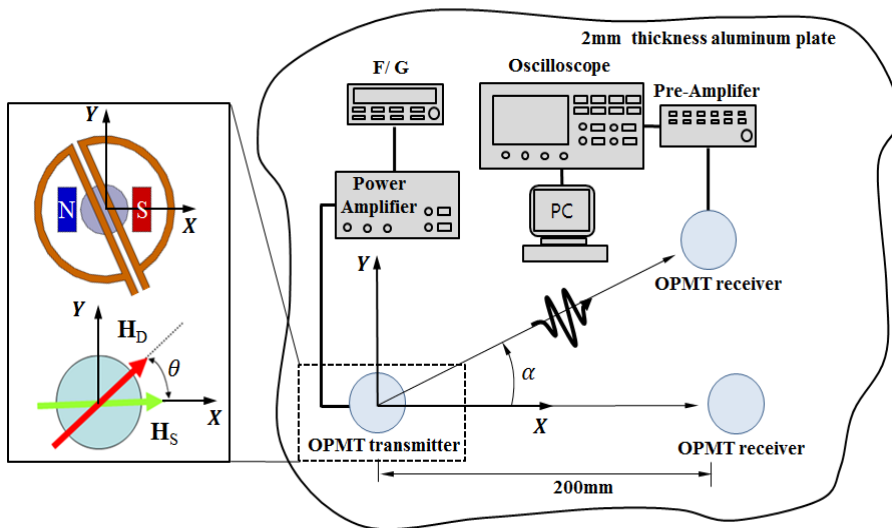 2mm thickness aluminum plate
F/ G
Oscilloscope
Pre-Amplifer
Y
N
S
X
Power
Amplifier
PC
Y
OPMT receiver
Y
H_D
θ
X
H_S
α
X
OPMT transmitter
OPMT receiver
200mm